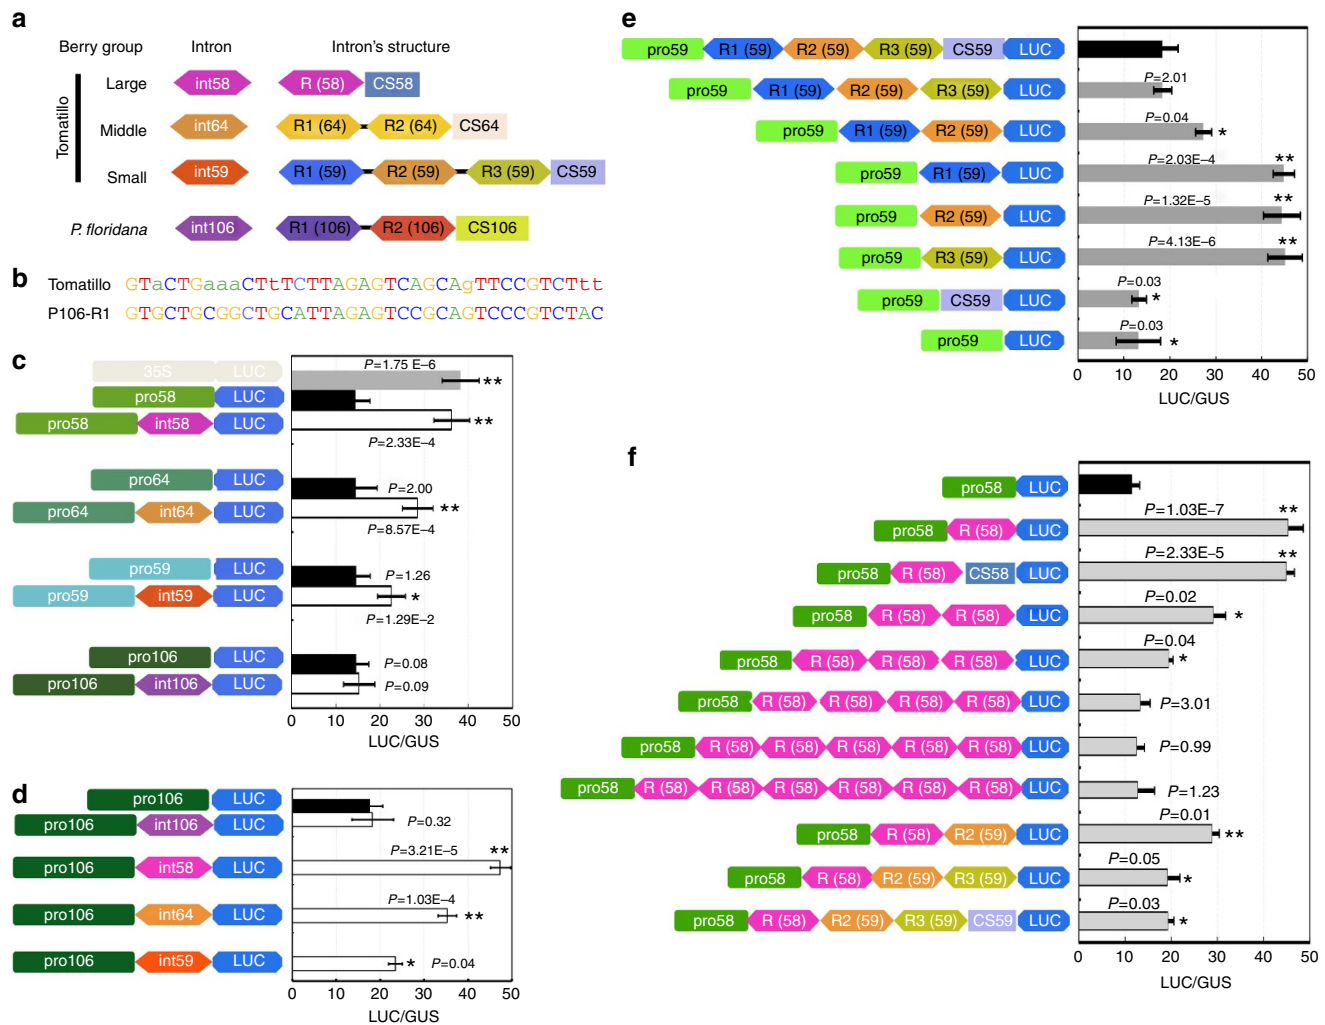 a
Berry group Intron Intron's structure
Tomatillo
Large int58 R (58) CS58
Middle int64 R1 (64) R2 (64) CS64
Small int59 R1 (59) R2 (59) R3 (59) CS59
P. floridana int106 R1 (106) R2 (106) CS106
b
Tomatillo GTaCTGaaaCTtTCTTAGAGTCAGCAgTTCCGTCTtt
P106-R1 GTGCTGCGGCTGCATTAGAGTCCGCAGTCCCGTCTAC
c
35S LUC P=1.75 E–6 **
pro58 LUC
pro58 int58 LUC **
P=2.33E–4
pro64 LUC P=2.00
pro64 int64 LUC **
P=8.57E–4
pro59 LUC P=1.26
pro59 int59 LUC *
P=1.29E–2
pro106 LUC P=0.08
pro106 int106 LUC P=0.09
0 10 20 30 40 50
LUC/GUS
d
pro106 LUC
pro106 int106 LUC P=0.32
P=3.21E–5 **
pro106 int58 LUC
P=1.03E–4
pro106 int64 LUC **
pro106 int59 LUC * P=0.04
0 10 20 30 40 50
LUC/GUS
e
pro59 R1 (59) R2 (59) R3 (59) CS59 LUC
P=2.01
pro59 R1 (59) R2 (59) R3 (59) LUC
P=0.04
pro59 R1 (59) R2 (59) LUC *
P=2.03E–4 **
pro59 R1 (59) LUC
P=1.32E–5 **
pro59 R2 (59) LUC
P=4.13E–6 **
pro59 R3 (59) LUC
P=0.03
pro59 CS59 LUC *
P=0.03
pro59 LUC *
0 10 20 30 40 50
LUC/GUS
f
pro58 LUC
P=1.03E–7 **
pro58 R (58) LUC
P=2.33E–5 **
pro58 R (58) CS58 LUC
P=0.02
pro58 R (58) R (58) LUC *
P=0.04
pro58 R (58) R (58) R (58) LUC *
pro58 R (58) R (58) R (58) R (58) LUC P=3.01
pro58 R (58) R (58) R (58) R (58) R (58) LUC P=0.99
pro58 R (58) R (58) R (58) R (58) R (58) R (58) LUC P=1.23
P=0.01
pro58 R (58) R2 (59) LUC **
P=0.05
pro58 R (58) R2 (59) R3 (59) LUC *
P=0.03
pro58 R (58) R2 (59) R3 (59) CS59 LUC *
0 10 20 30 40 50
LUC/GUS